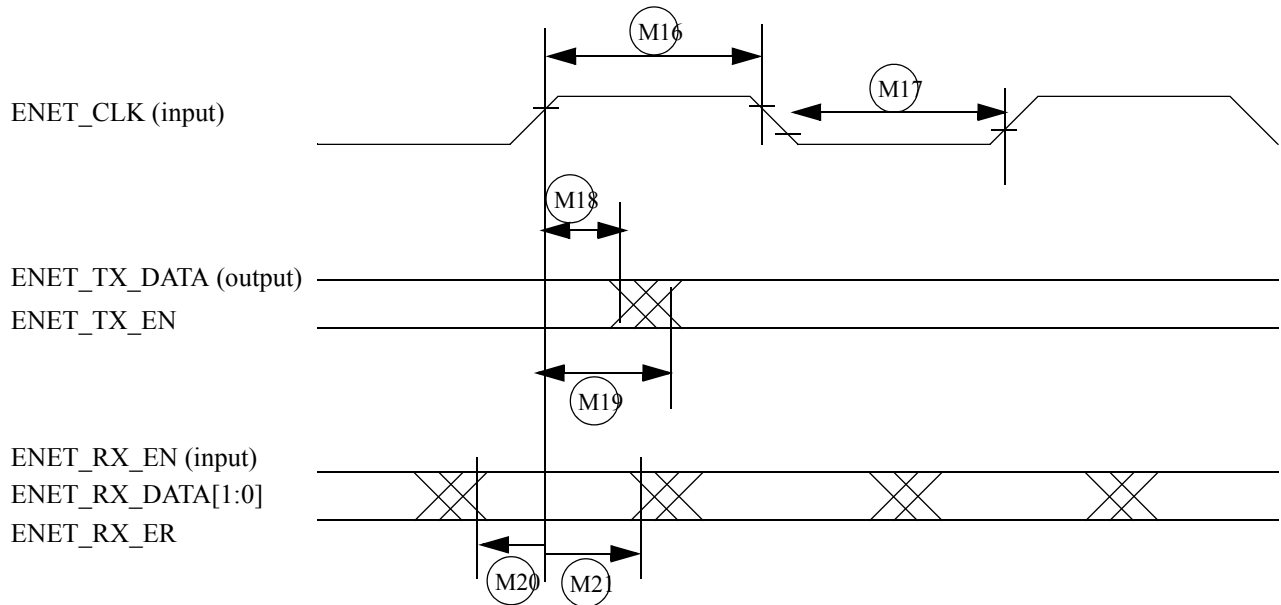 M16
M17
ENET_CLK (input)
M18
ENET_TX_DATA (output)
ENET_TX_EN
M19
ENET_RX_EN (input)
ENET_RX_DATA[1:0]
ENET_RX_ER
M20
M21